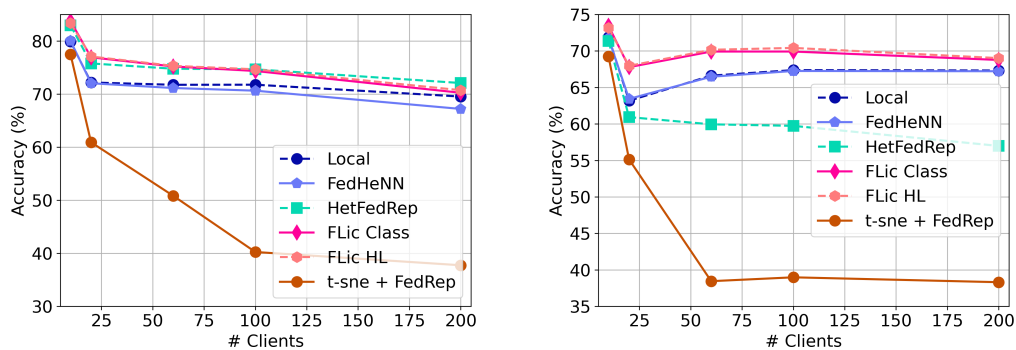 80
70
60
50
40
30
Accuracy (%)
25
50
75
100
125
150
175
200
# Clients
Local
FedHeNN
HetFedRep
FLic Class
FLic HL
t-sne + FedRep
75
70
65
60
55
50
45
40
35
Accuracy (%)
25
50
75
100
125
150
175
200
# Clients
Local
FedHeNN
HetFedRep
FLic Class
FLic HL
t-sne + FedRep